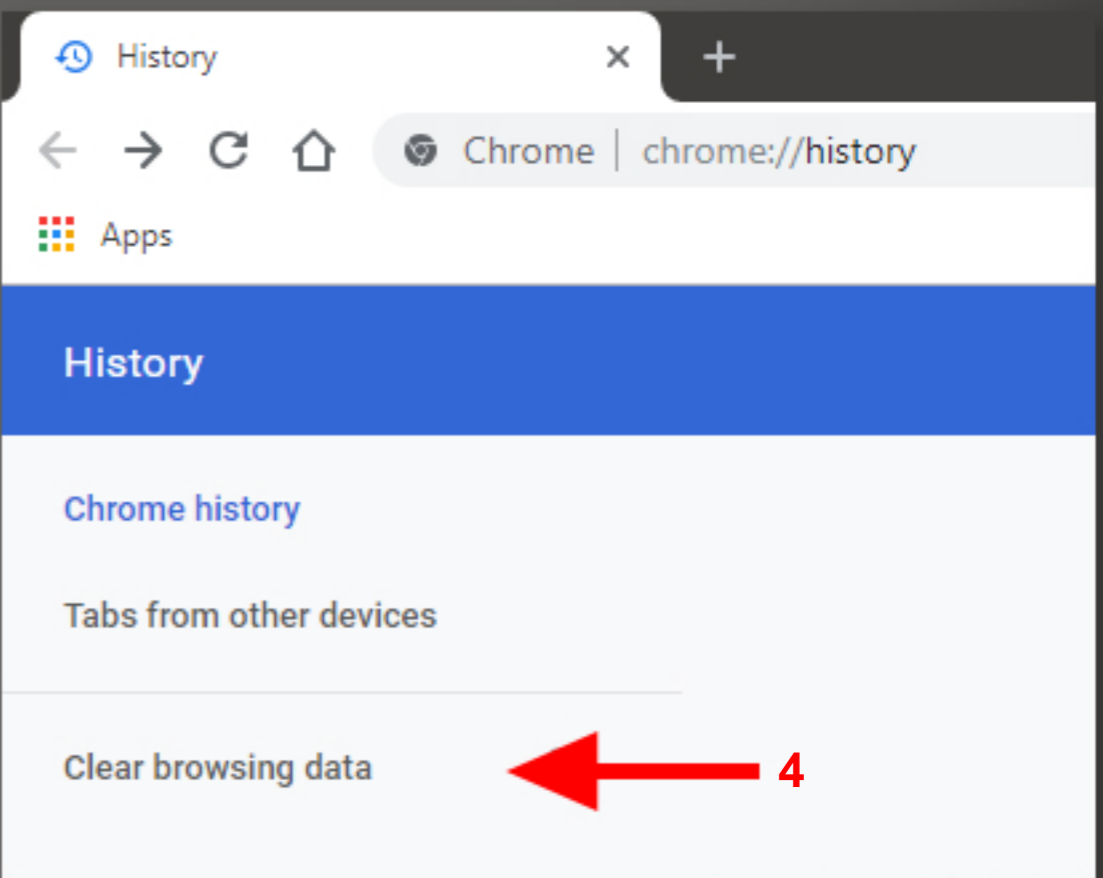 History
Chrome | chrome://history
Apps
History
Chrome history
Tabs from other devices
Clear browsing data 4